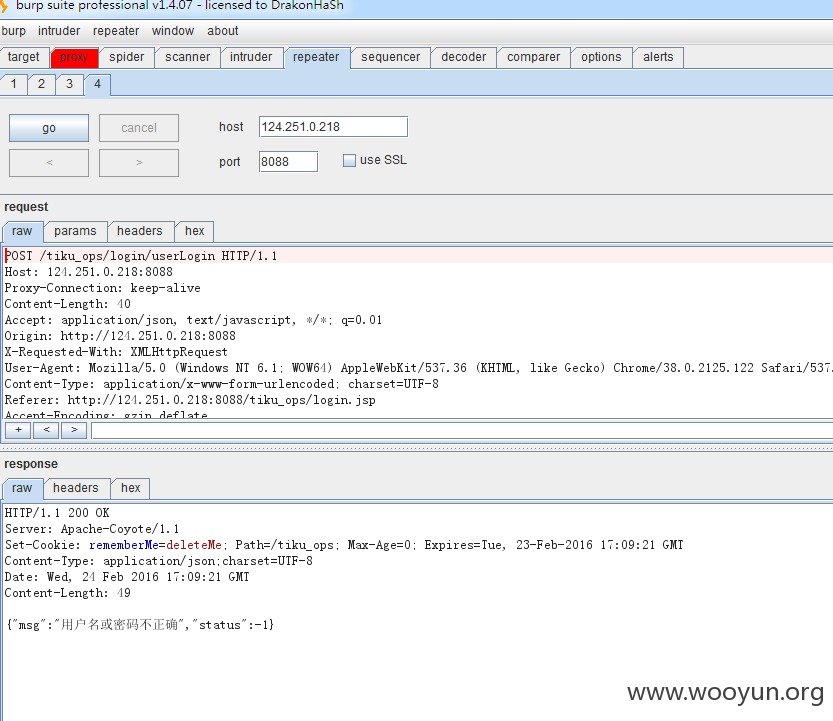 burp suite professional v1.4.07 - licensed to DrakonHaSh
burp intruder repeater window about
target proxy spider scanner intruder repeater sequencer decoder comparer options alerts
1 2 3 4
go cancel host 124.251.0.218
< > port 8088 use SSL
request
raw params headers hex
POST /tiku_ops/login/userLogin HTTP/1.1
Host: 124.251.0.218:8088
Proxy-Connection: keep-alive
Content-Length: 40
Accept: application/json, text/javascript, */*; q=0.01
Origin: http://124.251.0.218:8088
X-Requested-With: XMLHttpRequest
User-Agent: Mozilla/5.0 (Windows NT 6.1; WOW64) AppleWebKit/537.36 (KHTML, like Gecko) Chrome/38.0.2125.122 Safari/537.
Content-Type: application/x-www-form-urlencoded; charset=UTF-8
Referer: http://124.251.0.218:8088/tiku_ops/login.jsp
Accept-Encoding: gzip,deflate
+ < >
response
raw headers hex
HTTP/1.1 200 OK
Server: Apache-Coyote/1.1
Set-Cookie: rememberMe=deleteMe; Path=/tiku_ops; Max-Age=0; Expires=Tue, 23-Feb-2016 17:09:21 GMT
Content-Type: application/json;charset=UTF-8
Date: Wed, 24 Feb 2016 17:09:21 GMT
Content-Length: 49
{"msg":"用户名或密码不正确","status":-1}
www.wooyun.org